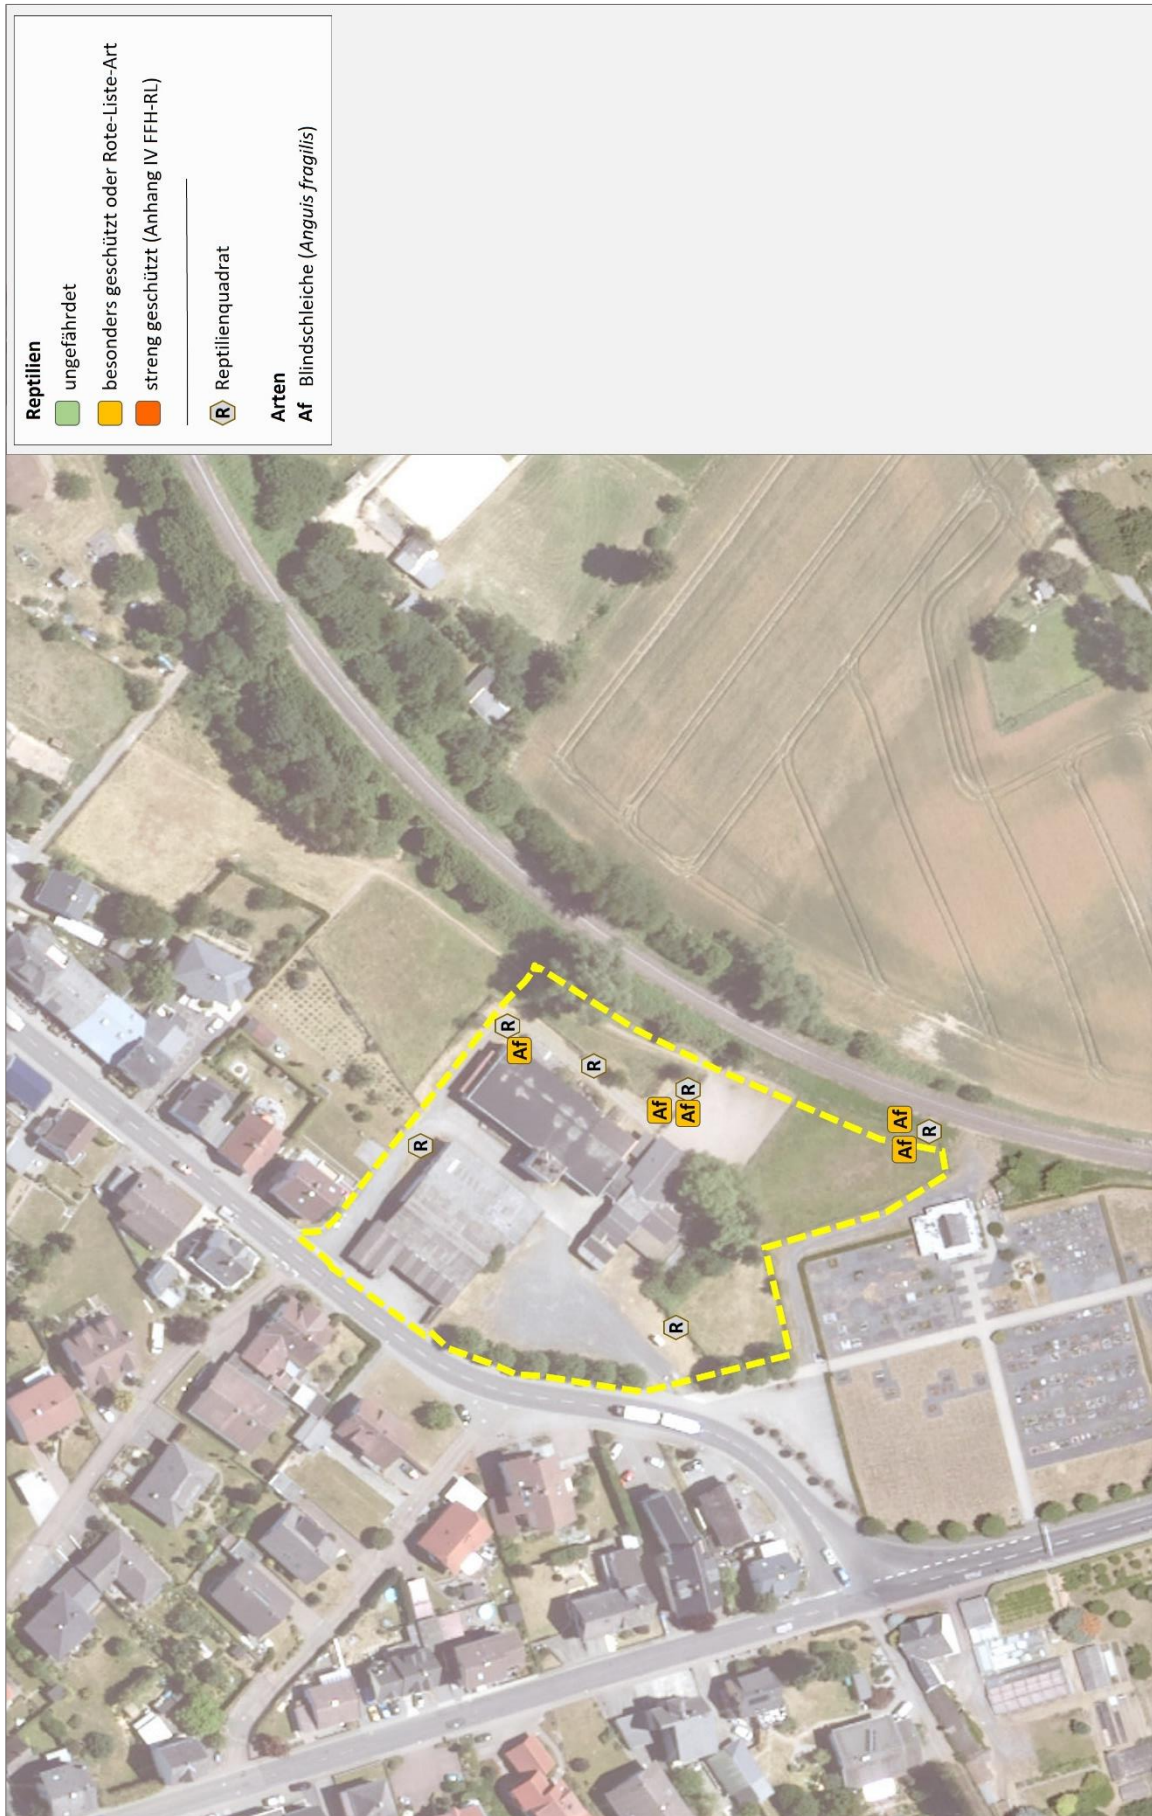 Reptilien
ungefährdet
besonders geschützt oder Rote-Liste-Art
streng geschützt (Anhang IV FFH-RL)
R Reptilienquadrat
Arten
Af Blindschleiche (Anguis fragilis)
R
Af
R
R
Af
Af
R
Af
Af
R
R